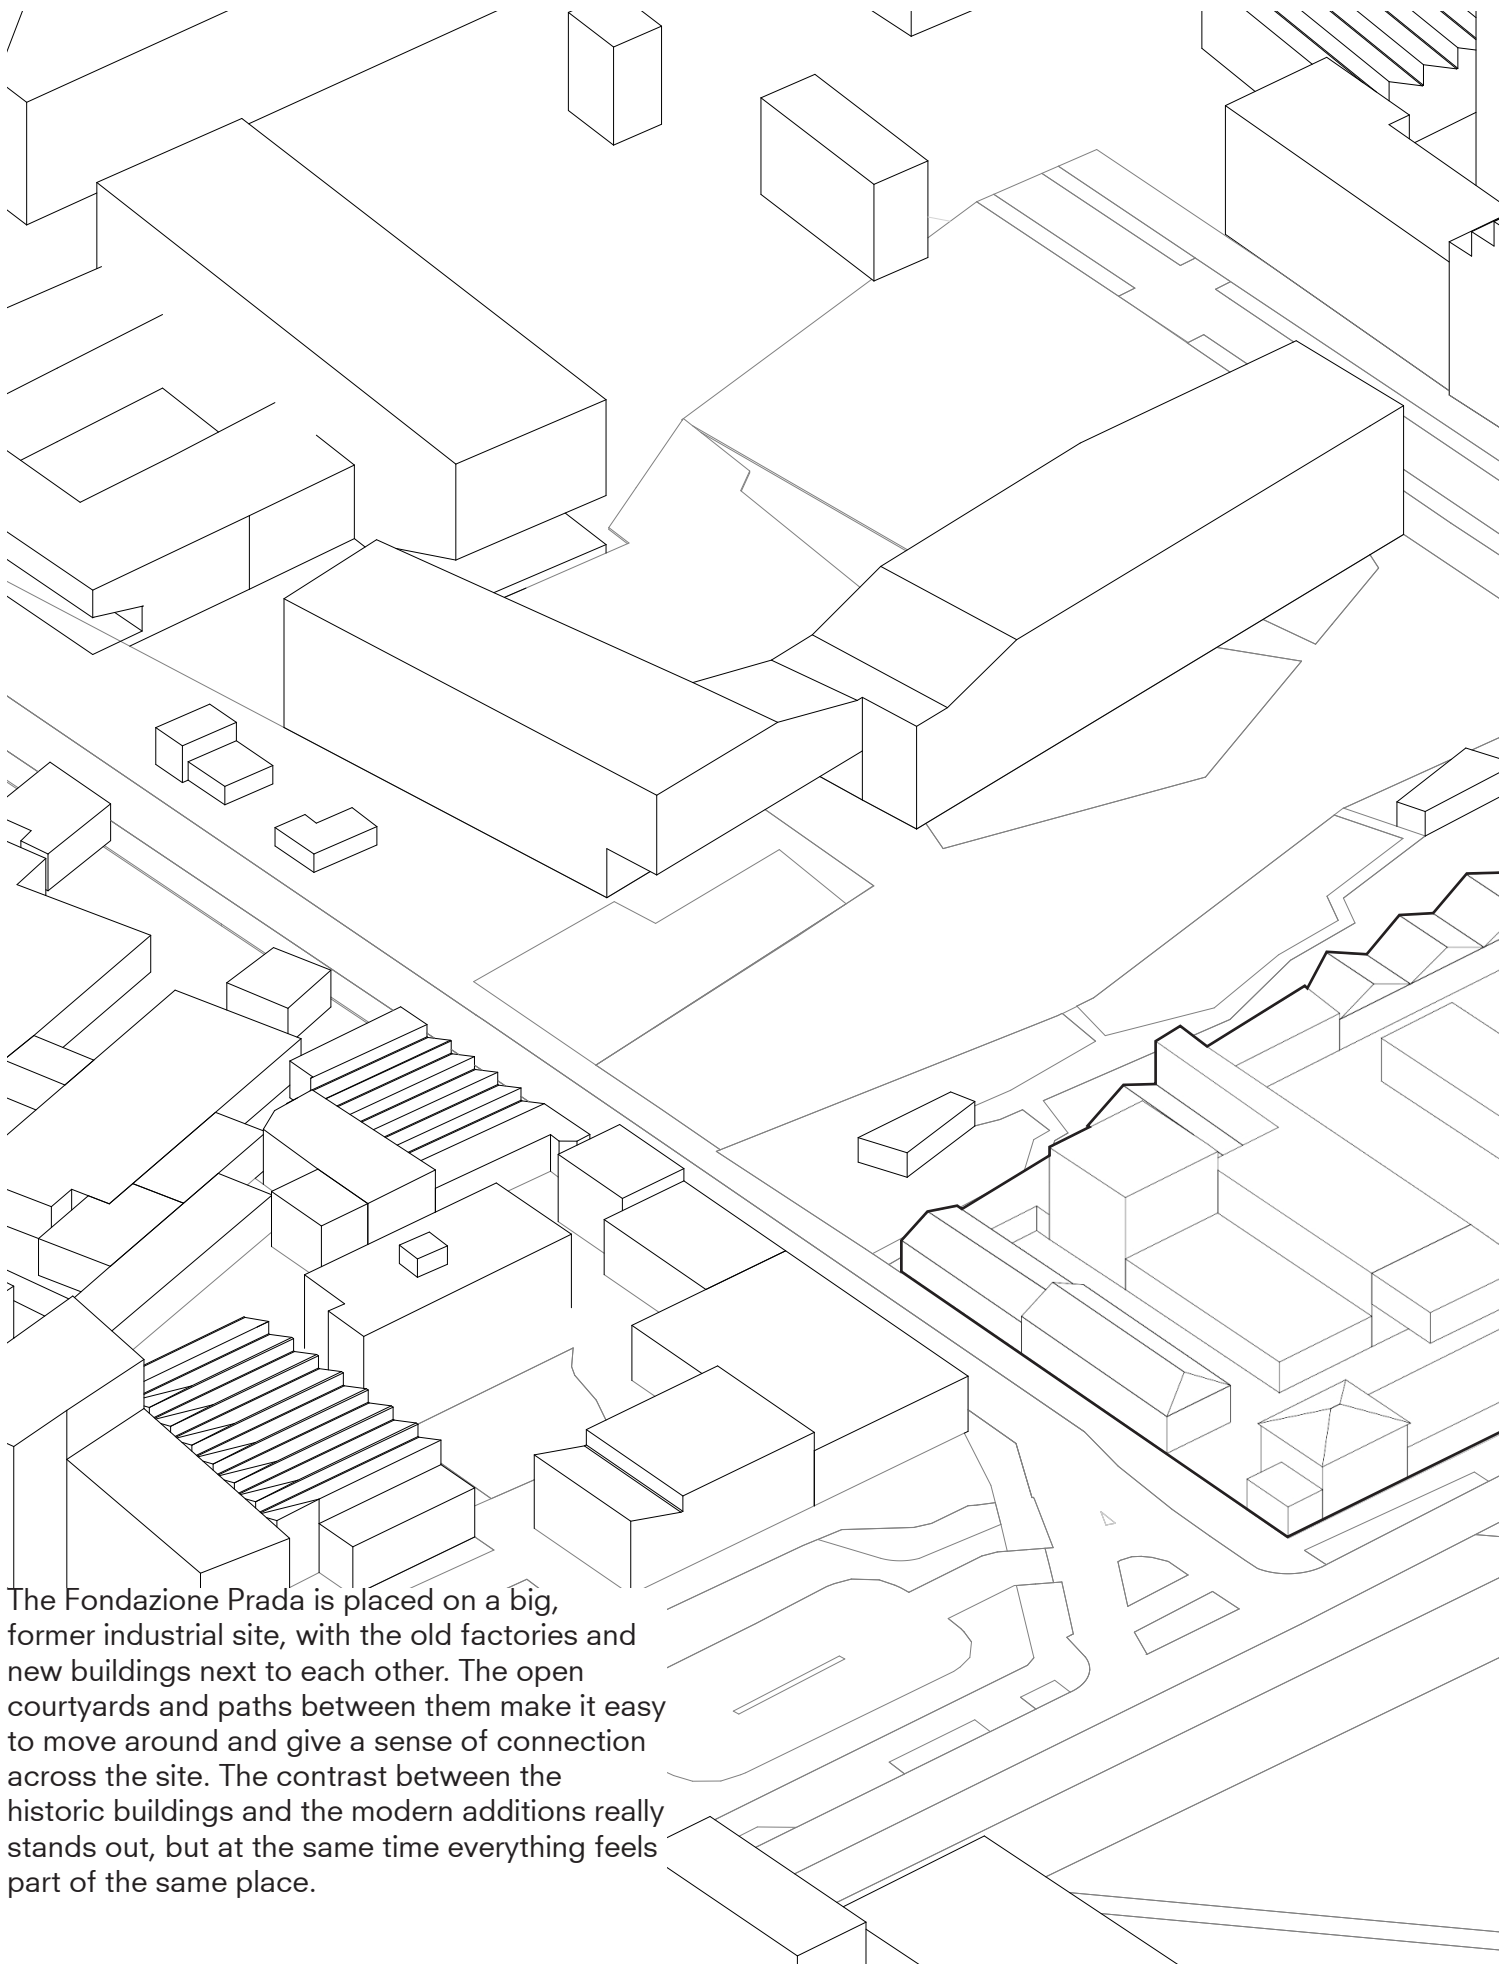 The Fondazione Prada is placed on a big,
former industrial site, with the old factories and
new buildings next to each other. The open
courtyards and paths between them make it easy
to move around and give a sense of connection
across the site. The contrast between the
historic buildings and the modern additions really
stands out, but at the same time everything feels
part of the same place.